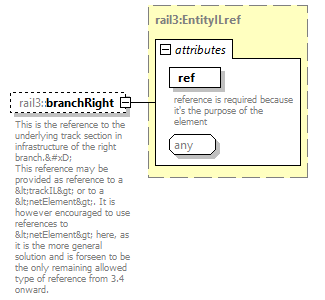 rail3:EntityILref
attributes
ref
reference is required because
it's the purpose of the
element
any
rail3::branchRight
This is the reference to the
underlying track section in
infrastructure of the right
branch.&#xD;
This reference may be
provided as reference to a
&lt;trackIL&gt; or to a
&lt;netElement&gt;. It is
however encouraged to use
references to
&lt;netElement&gt; here, as
it is the more general
solution and is forseen to be
the only remaining allowed
type of reference from 3.4
onward.